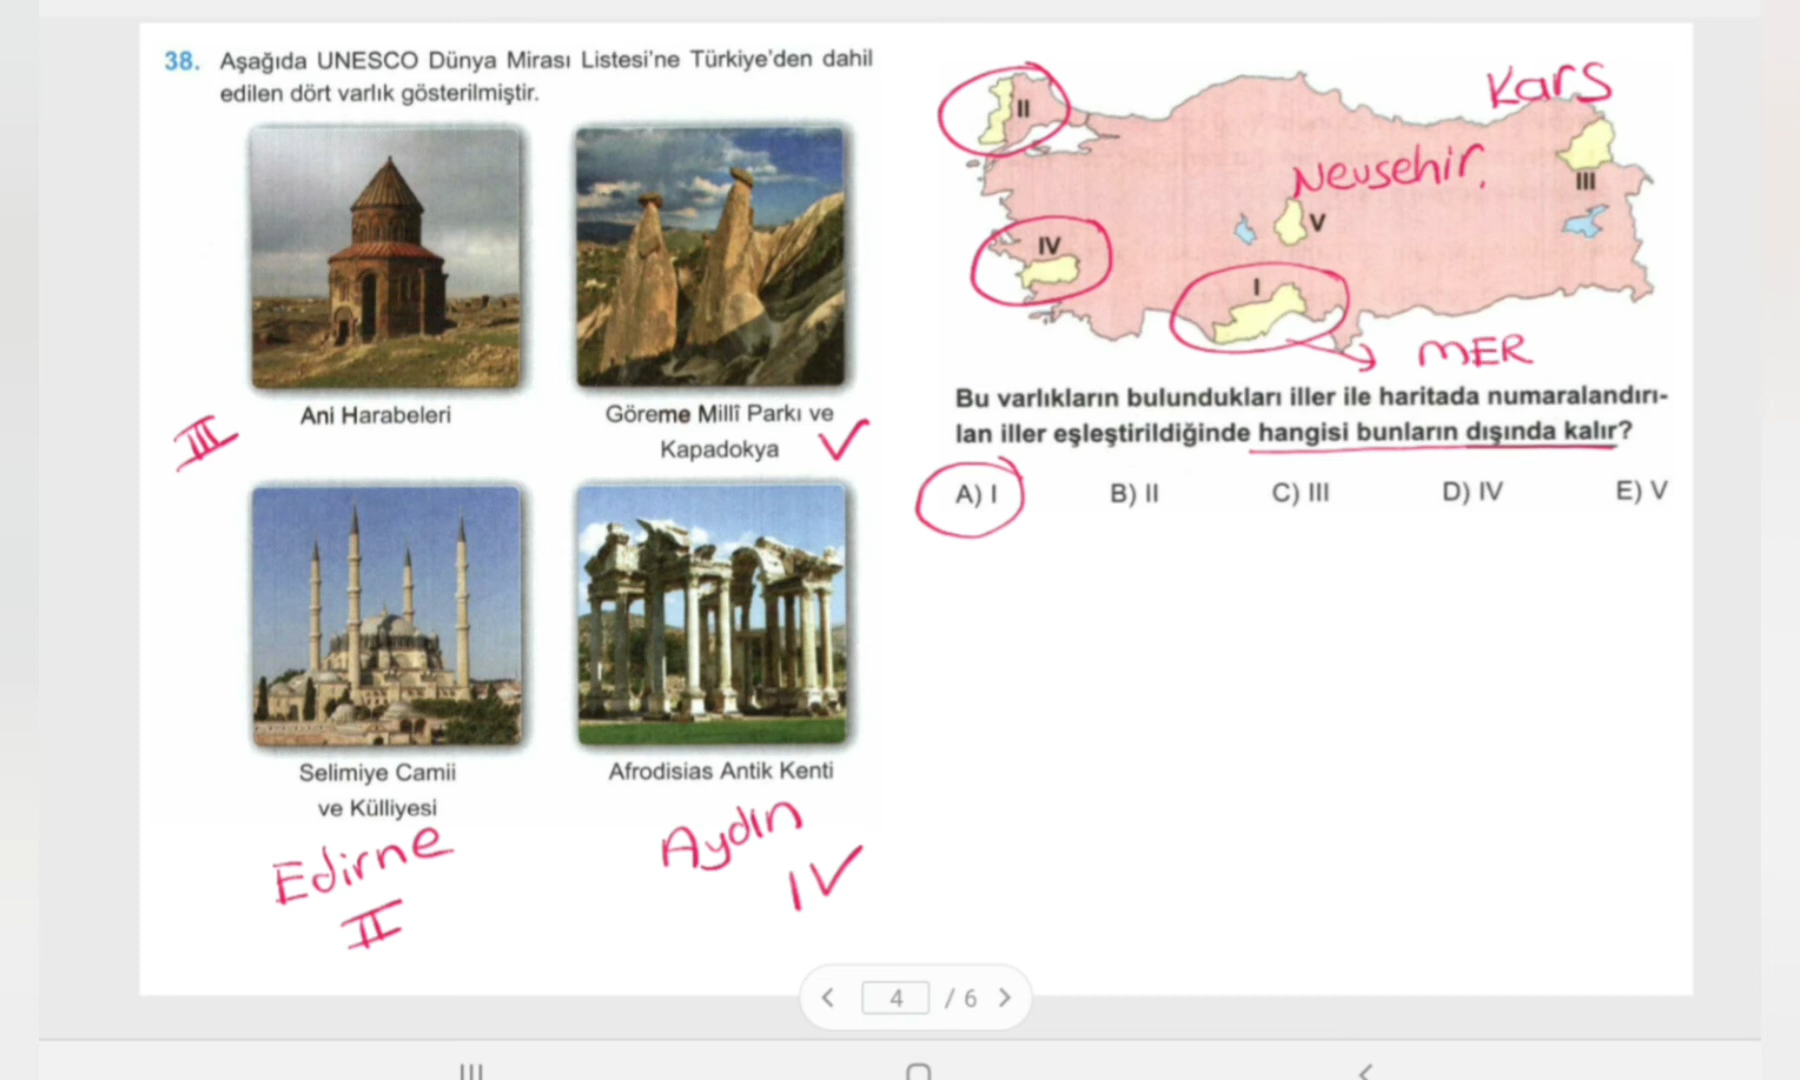 38. Aşağıda UNESCO Dünya Mirası Listesi'ne Türkiye'den dahil
edilen dört varlık gösterilmiştir.
Ani Harabeleri
Göreme Millî Parkı ve
Kapadokya
III
Selimiye Camii
ve Külliyesi
Afrodisias Antik Kenti
Edirne
II
Aydın
IV
Kars
II
Nevsehir.
III
V
IV
I
MER
Bu varlıkların bulundukları iller ile haritada numaralandırı-
lan iller eşleştirildiğinde hangisi bunların dışında kalır?
A) I B) II C) III D) IV E) V
4 / 6